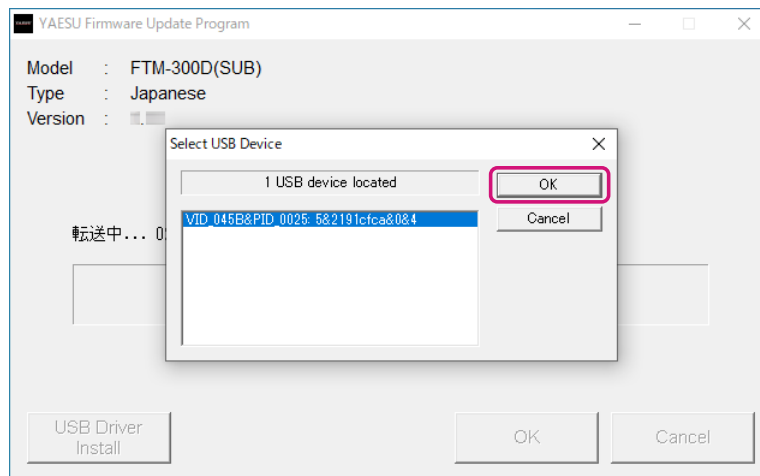 YAESU Firmware Update Program
Model : FTM-300D(SUB)
Type : Japanese
Version :
Select USB Device
1 USB device located
OK
VID_045B&PID_0025: 5&2191cfca&0&4
Cancel
転送中... 0
USB Driver
Install
OK
Cancel